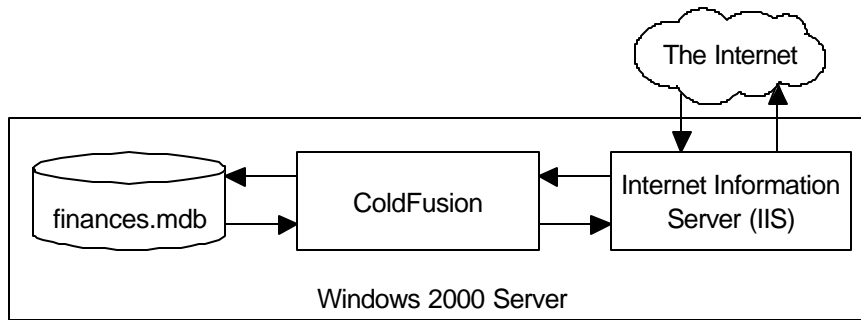 The Internet
finances.mdb
ColdFusion
Internet Information
Server (IIS)
Windows 2000 Server